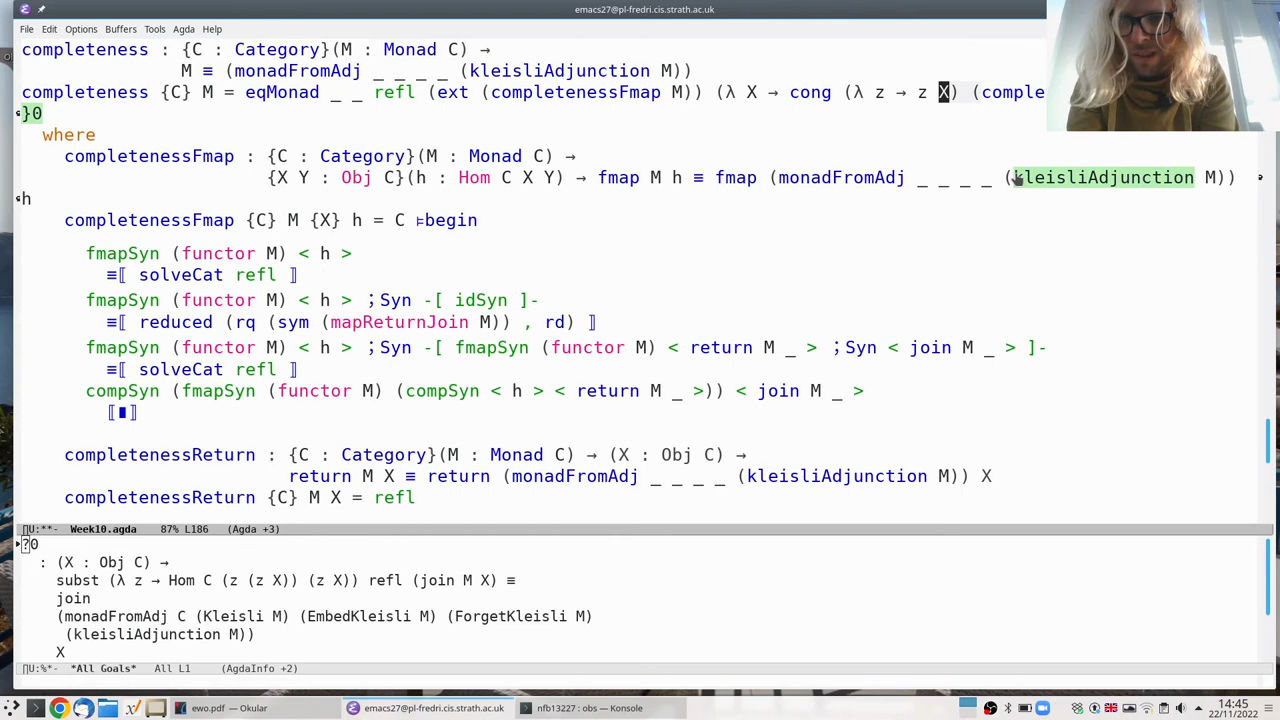 emacs27@pl-fredri.cis.strath.ac.uk
File Edit Options Buffers Tools Agda Help
completeness : {C : Category}(M : Monad C) →
M ≡ (monadFromAdj _ _ _ _ (kleisliAdjunction M))
completeness {C} M = eqMonad _ _ refl (ext (completenessFmap M)) (λ X → cong (λ z → z X) (comple
}0
where
completenessFmap : {C : Category}(M : Monad C) →
{X Y : Obj C}(h : Hom C X Y) → fmap M h ≡ fmap (monadFromAdj _ _ _ _ (kleisliAdjunction M))
h
completenessFmap {C} M {X} h = C ⊧begin
fmapSyn (functor M) < h >
≡⟦ solveCat refl ⟧
fmapSyn (functor M) < h > ;Syn -[ idSyn ]-
≡⟦ reduced (rq (sym (mapReturnJoin M)) , rd) ⟧
fmapSyn (functor M) < h > ;Syn -[ fmapSyn (functor M) < return M _ > ;Syn < join M _ > ]-
≡⟦ solveCat refl ⟧
compSyn (fmapSyn (functor M) (compSyn < h > < return M _ >)) < join M _ >
⟦∎⟧
completenessReturn : {C : Category}(M : Monad C) → (X : Obj C) →
return M X ≡ return (monadFromAdj _ _ _ _ (kleisliAdjunction M)) X
completenessReturn {C} M X = refl
U:**- Week10.agda 87% L186 (Agda +3)
?0
: (X : Obj C) →
subst (λ z → Hom C (z (z X)) (z X)) refl (join M X) ≡
join
(monadFromAdj C (Kleisli M) (EmbedKleisli M) (ForgetKleisli M)
(kleisliAdjunction M))
X
U:%*- *All Goals* All L1 (AgdaInfo +2)
ewo.pdf — Okular
emacs27@pl-fredri.cis.strath.ac.uk
nfb13227 : obs — Konsole
14:45
22/11/2022